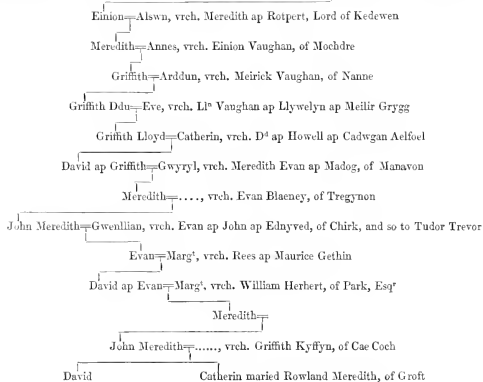 Einion=Alswn, vrch. Meredith ap Rotpert, Lord of Kedewen
Meredith=Annes, vrch. Einion Vaughan, of Mochdre
Griffith=Arddun, vrch. Meirick Vaughan, of Nanne
Griffith Ddu=Eve, vrch. Llⁿ Vaughan ap Llywelyn ap Meilir Grygg
Griffith Lloyd=Catherin, vrch. Dᵈ ap Howell ap Cadwgan Aelfoel
David ap Griffith=Gwyryl, vrch. Meredith Evan ap Madog, of Manavon
Meredith=...., vrch. Evan Blaeney, of Tregynon
John Meredith=Gwenllian, vrch. Evan ap John ap Ednyved, of Chirk, and so to Tudor Trevor
Evan=Margᵗ, vrch. Rees ap Maurice Gethin
David ap Evan=Margᵗ, vrch. William Herbert, of Park, Esqʳ
Meredith=
John Meredith=......, vrch. Griffith Kyffyn, of Cae Coch
David Catherin maried Rowland Meredith, of Groft